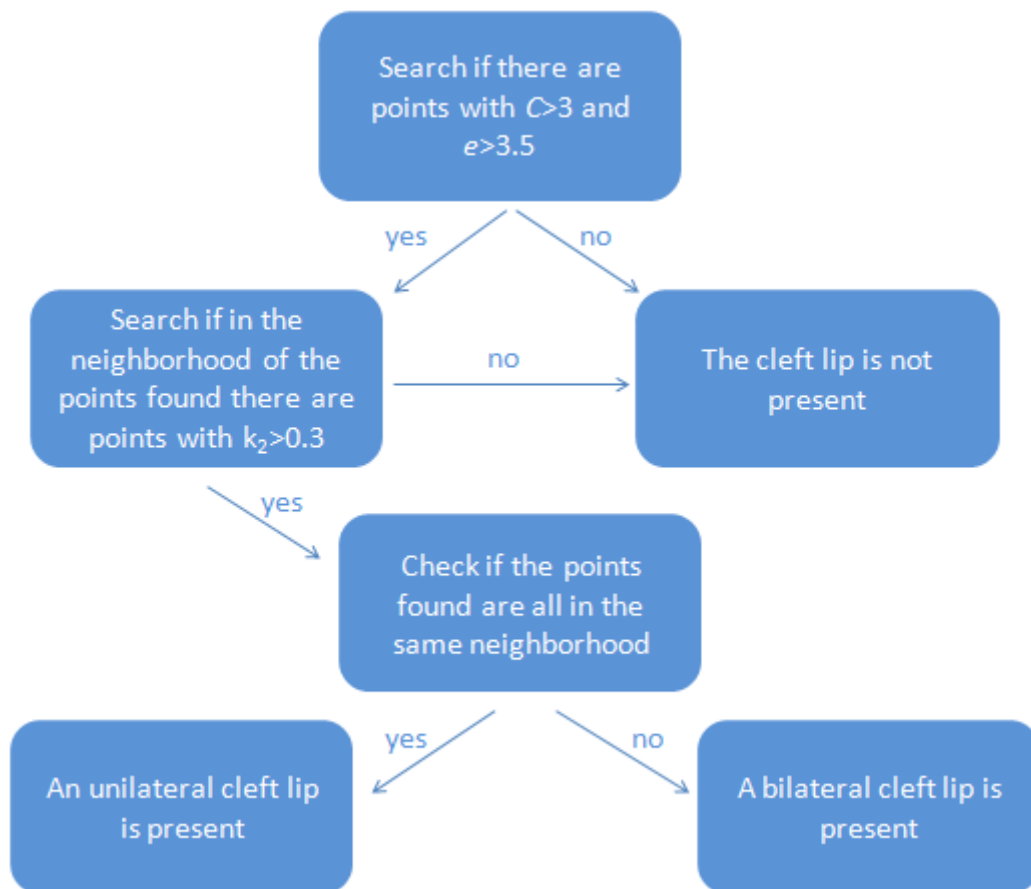 Search if there are
points with C>3 and
e>3.5
yes
no
Search if in the
neighborhood of the
points found there are
points with k₂>0.3
no
The cleft lip is not
present
yes
Check if the points
found are all in the
same neighborhood
yes
no
An unilateral cleft lip
is present
A bilateral cleft lip is
present